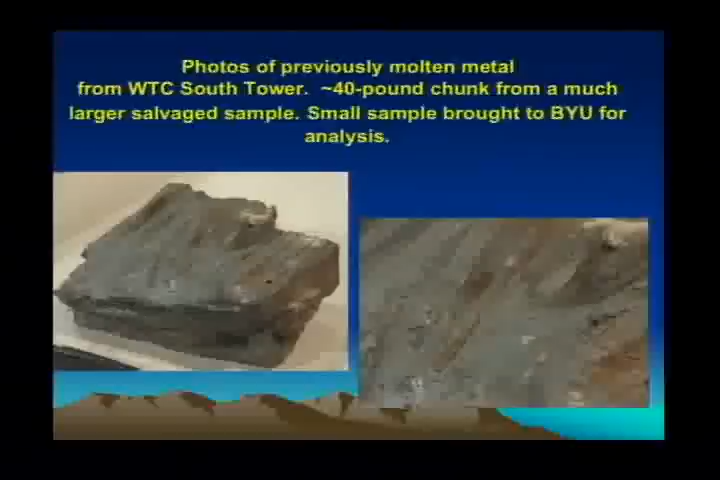 Photos of previously molten metal
from WTC South Tower. ~40-pound chunk from a much
larger salvaged sample. Small sample brought to BYU for
analysis.